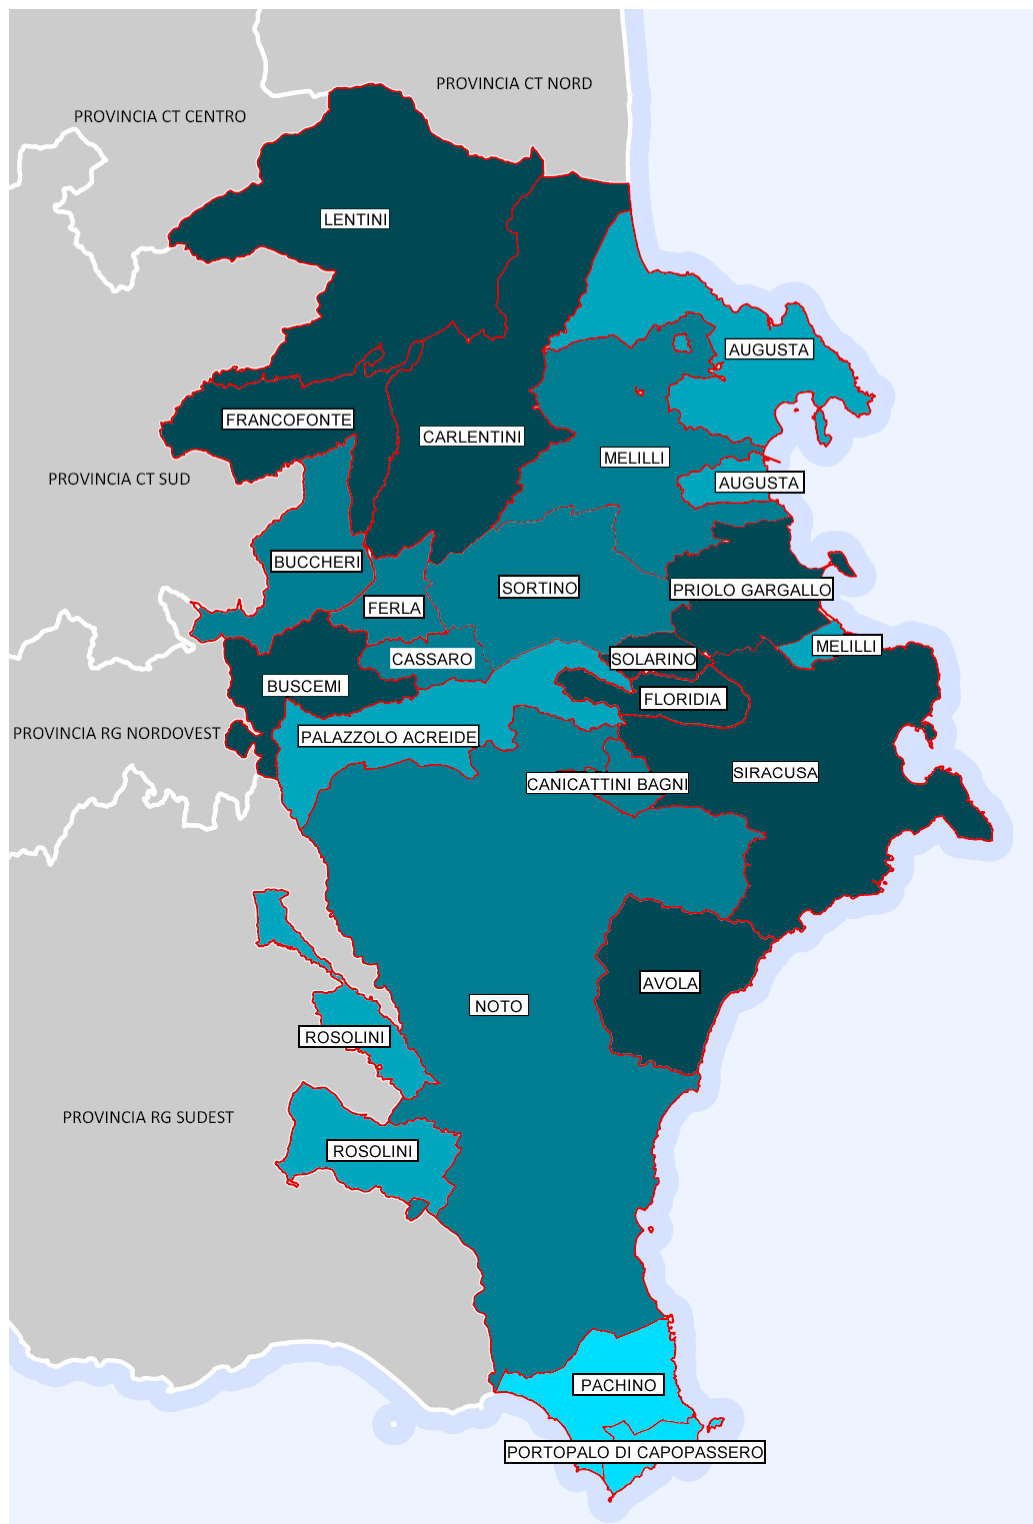 PROVINCIA CT NORD
PROVINCIA CT CENTRO
LENTINI
AUGUSTA
FRANCOFONTE
CARLENTINI
MELILLI
PROVINCIA CT SUD
AUGUSTA
BUCCHERI
SORTINO
PRIOLO GARGALLO
FERLA
MELILLI
CASSARO
SOLARINO
BUSCEMI
FLORIDIA
PROVINCIA RG NORDOVEST
PALAZZOLO ACREIDE
SIRACUSA
CANICATTINI BAGNI
AVOLA
NOTO
ROSOLINI
PROVINCIA RG SUDEST
ROSOLINI
PACHINO
PORTOPALO DI CAPOPASSERO